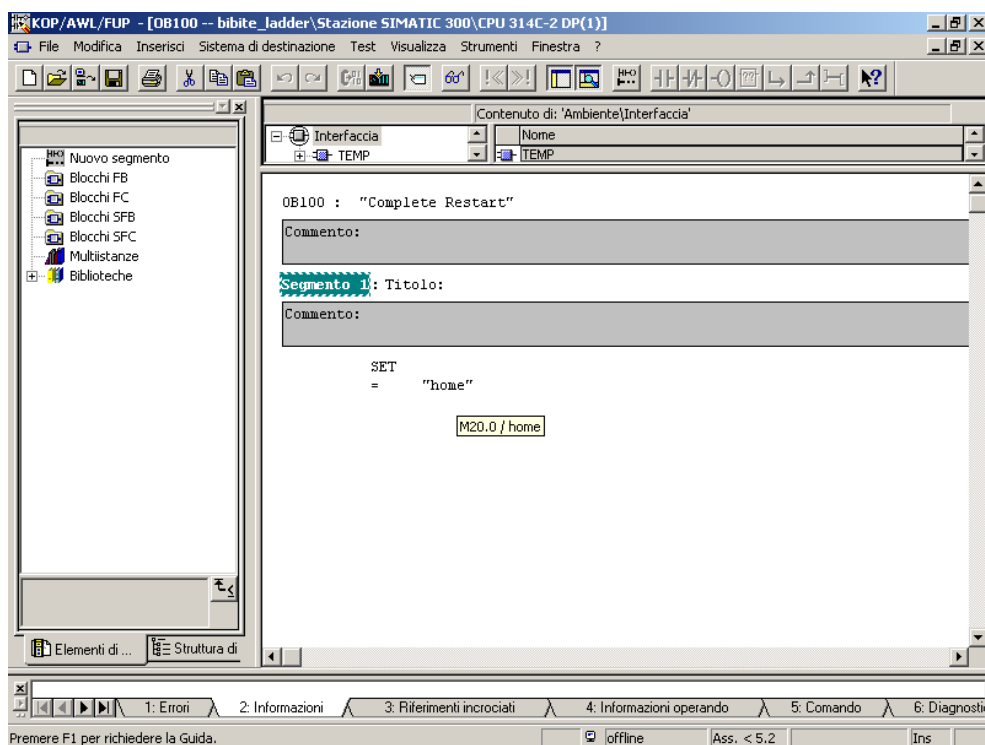 KOP/AWL/FUP - [OB100 -- bibite_ladder\Stazione SIMATIC 300\CPU 314C-2 DP(1)]
File Modifica Inserisci Sistema di destinazione Test Visualizza Strumenti Finestra ?
Contenuto di: 'Ambiente\Interfaccia'
Interfaccia
Nome
TEMP
TEMP
Nuovo segmento
Blocchi FB
Blocchi FC
Blocchi SFB
Blocchi SFC
Multiistanze
Biblioteche
OB100 : "Complete Restart"
Commento:
Segmento 1: Titolo:
Commento:
SET
= "home"
M20.0 / home
Elementi di ...
Struttura di
1: Errori
2: Informazioni
3: Riferimenti incrociati
4: Informazioni operando
5: Comando
6: Diagnosti
Premere F1 per richiedere la Guida.
offline
Ass. < 5.2
Ins